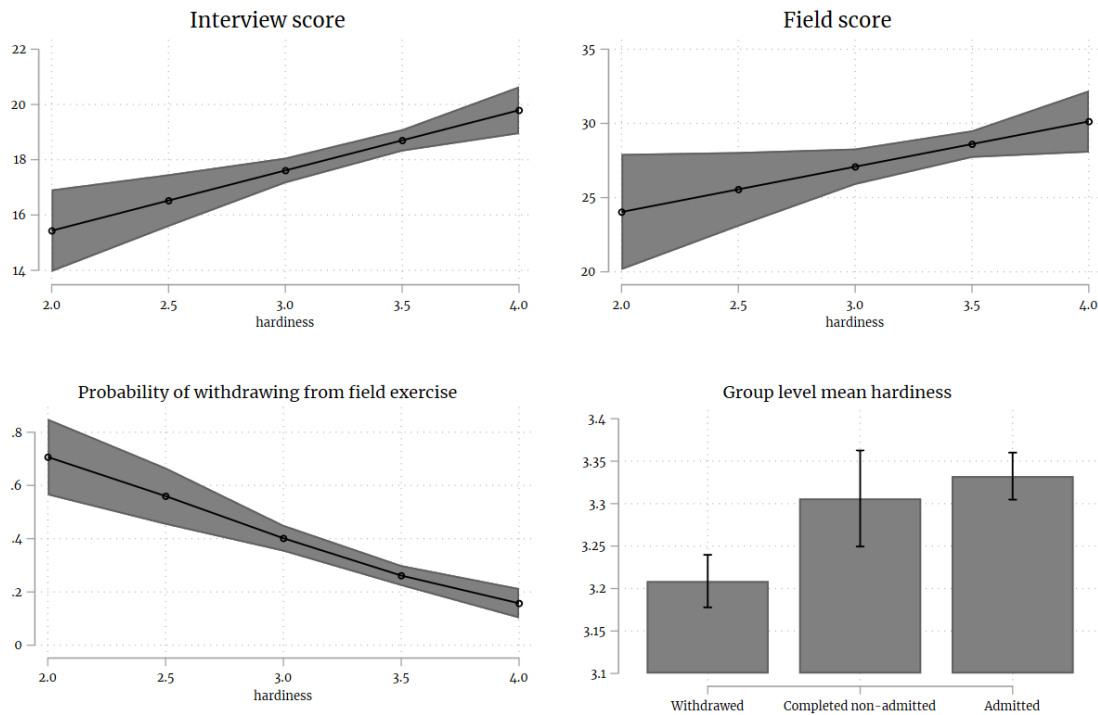 Interview score
22
20
18
16
14
2.0 2.5 3.0 3.5 4.0
hardiness
Field score
35
30
25
20
2.0 2.5 3.0 3.5 4.0
hardiness
Probability of withdrawing from field exercise
.8
.6
.4
.2
0
2.0 2.5 3.0 3.5 4.0
hardiness
Group level mean hardiness
3.4
3.35
3.3
3.25
3.2
3.15
3.1
Withdrawed Completed non-admitted Admitted